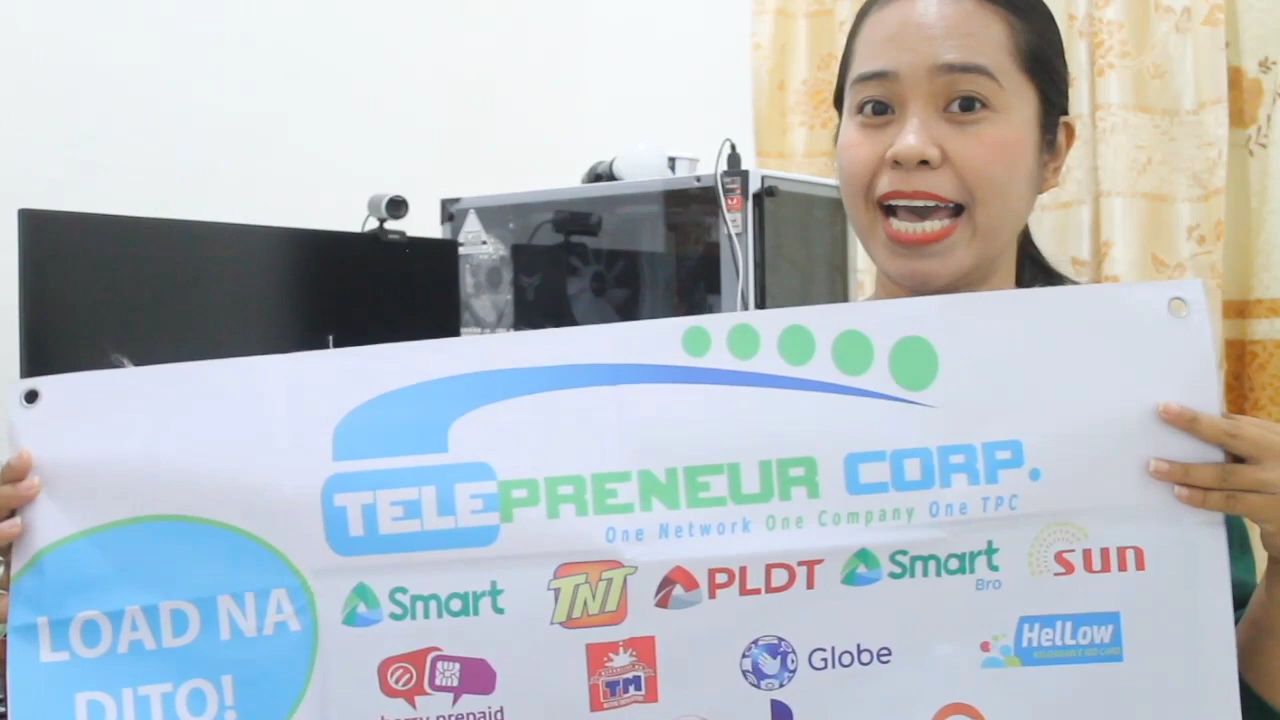 TELEPRENEUR CORP.
One Network One Company One TPC
LOAD NA
DITO!
Smart
TNT
PLDT
Smart
Bro
sun
TM
Globe
HelLow
prepaid